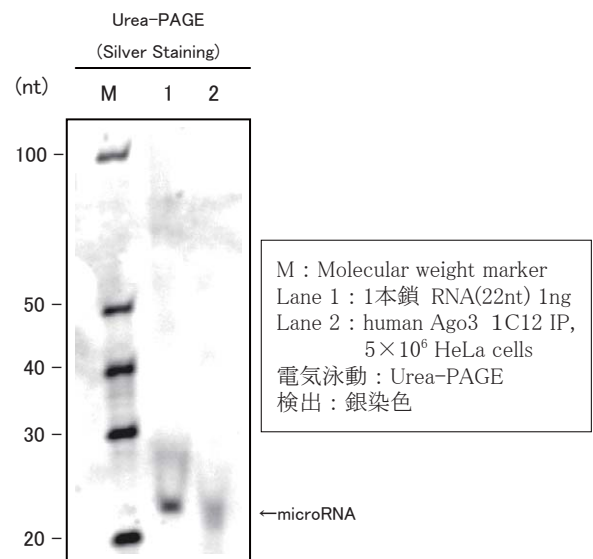 Urea-PAGE
(Silver Staining)
(nt)
M 1 2
100
50
40
30
20
←microRNA
M : Molecular weight marker
Lane 1 : 1本鎖 RNA(22nt) 1ng
Lane 2 : human Ago3 1C12 IP,
5×10⁶ HeLa cells
電気泳動 : Urea-PAGE
検出 : 銀染色